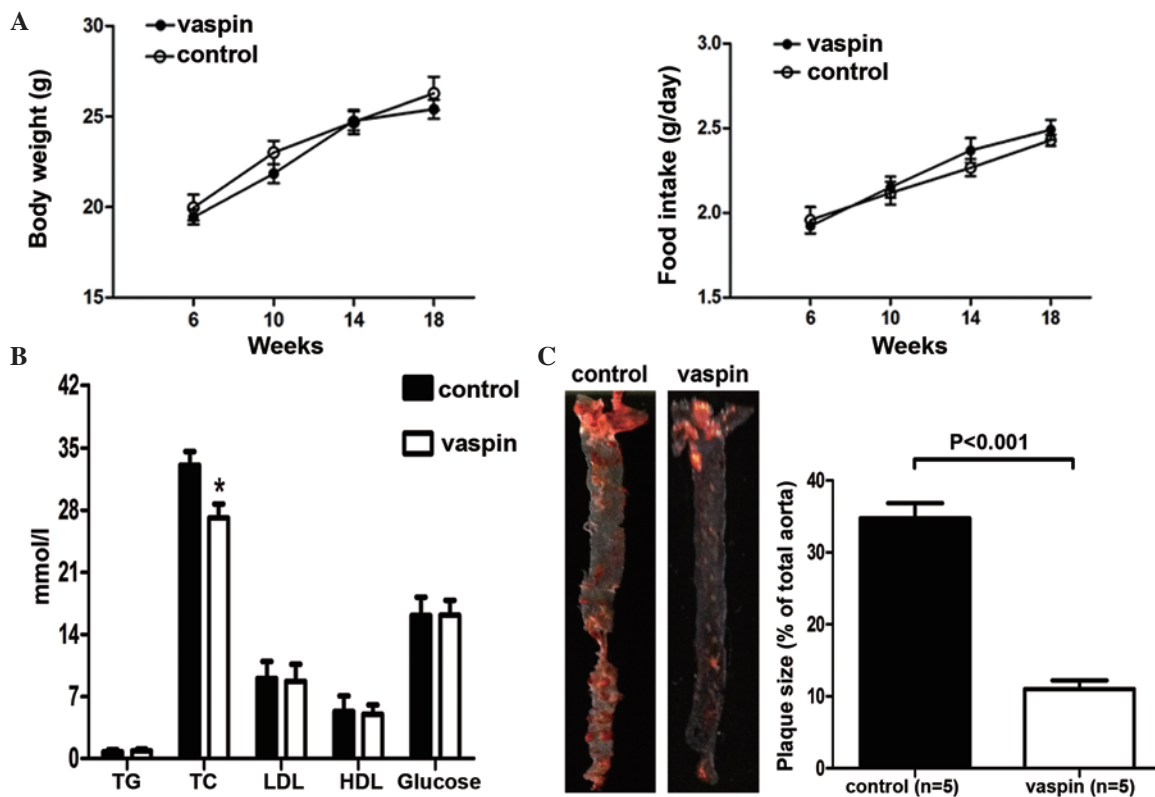 A
30
25
20
15
Body weight (g)
vaspin
control
6 10 14 18
Weeks
3.0
2.5
2.0
1.5
Food intake (g/day)
vaspin
control
6 10 14 18
Weeks
B
42
35
28
21
14
7
0
mmol/l
control
vaspin
*
TG TC LDL HDL Glucose
C
control vaspin
P<0.001
40
30
20
10
0
Plaque size (% of total aorta)
control (n=5) vaspin (n=5)